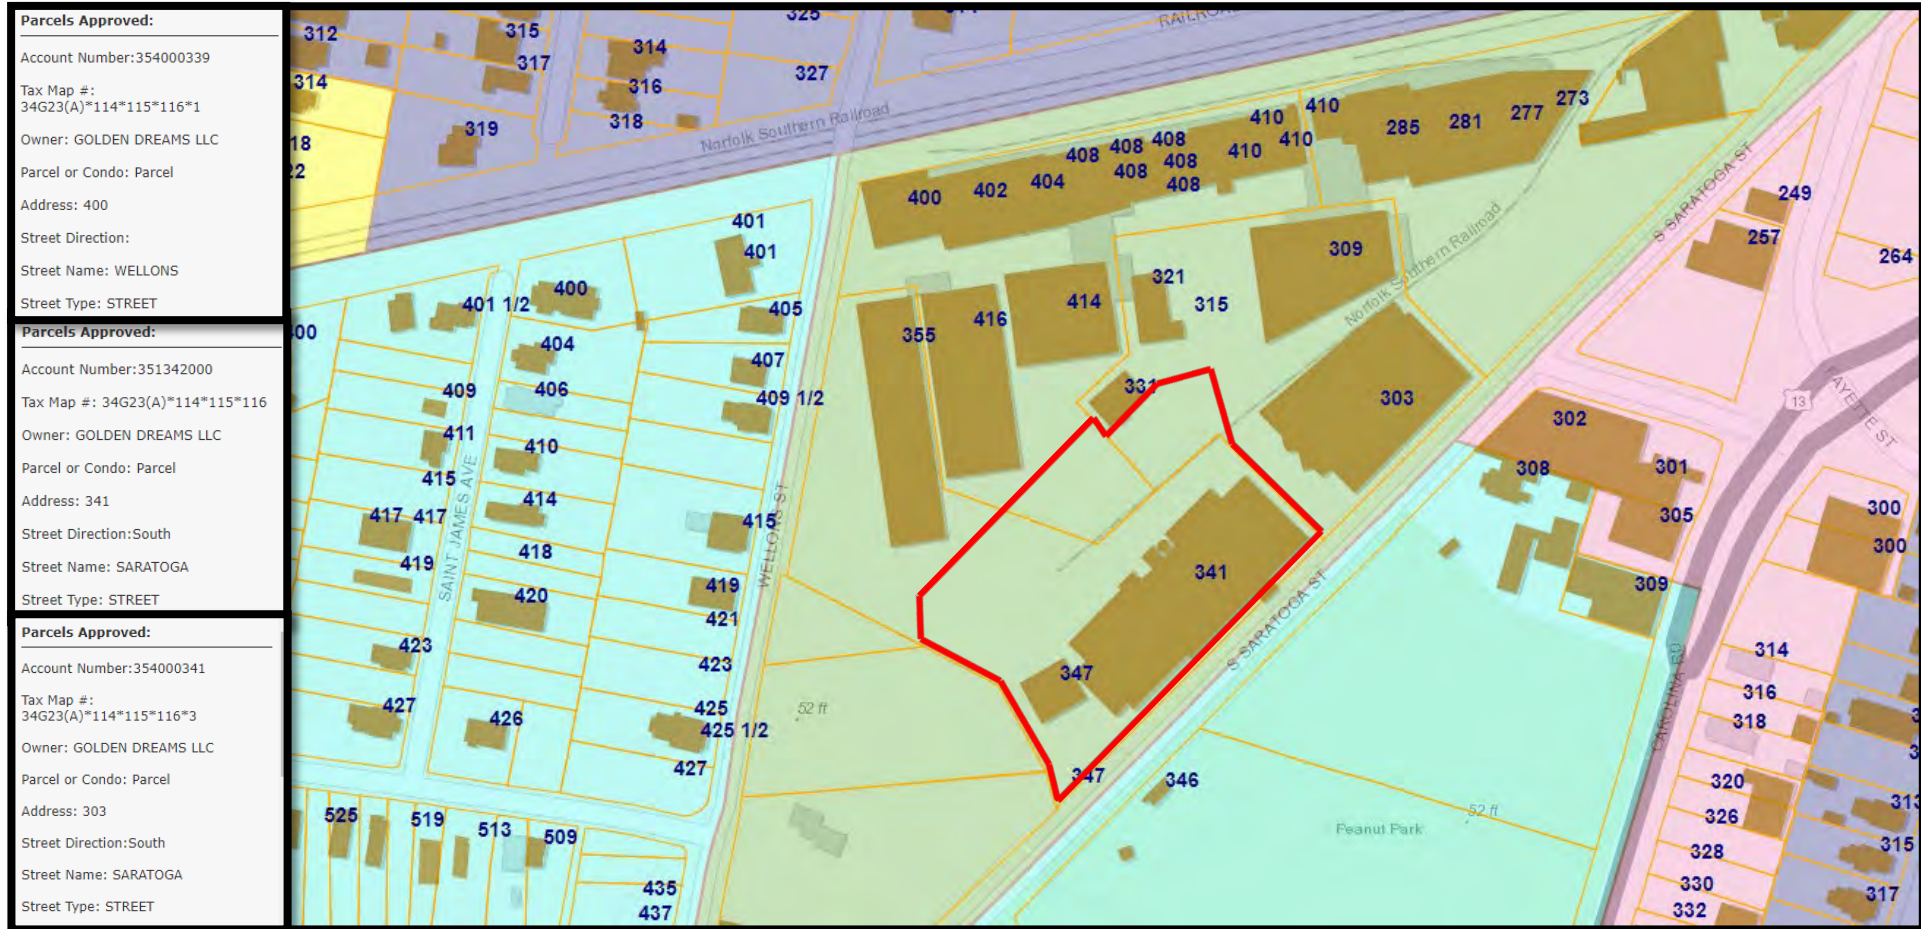 Parcels Approved:
Account Number:354000339
Tax Map #:
34G23(A)*114*115*116*1
Owner: GOLDEN DREAMS LLC
Parcel or Condo: Parcel
Address: 400
Street Direction:
Street Name: WELLONS
Street Type: STREET
Parcels Approved:
Account Number:351342000
Tax Map #: 34G23(A)*114*115*116
Owner: GOLDEN DREAMS LLC
Parcel or Condo: Parcel
Address: 341
Street Direction:South
Street Name: SARATOGA
Street Type: STREET
Parcels Approved:
Account Number:354000341
Tax Map #:
34G23(A)*114*115*116*3
Owner: GOLDEN DREAMS LLC
Parcel or Condo: Parcel
Address: 303
Street Direction:South
Street Name: SARATOGA
Street Type: STREET
312
315
325
314
317
327
314
316
319
318
Norfolk Southern Railroad
410
410
273
277
281
285
408
408
408
410
410
408
408
408
400
402
404
S SARATOGA ST
249
257
264
401
401
309
Norfolk Southern Railroad
321
315
414
416
355
400
401 1/2
405
404
407
409
406
409 1/2
331
303
13
FAYETTE ST
302
301
308
305
300
300
411
410
415
414
417
417
415
418
419
419
420
421
SAINT JAMES AVE
WELLONS ST
341
S SARATOGA ST
309
314
316
318
CAROLINA RD
423
423
347
427
426
425
425 1/2
427
52 ft
347
346
320
326
328
330
332
313
315
317
525
519
513
509
435
437
Peanut Park
52 ft